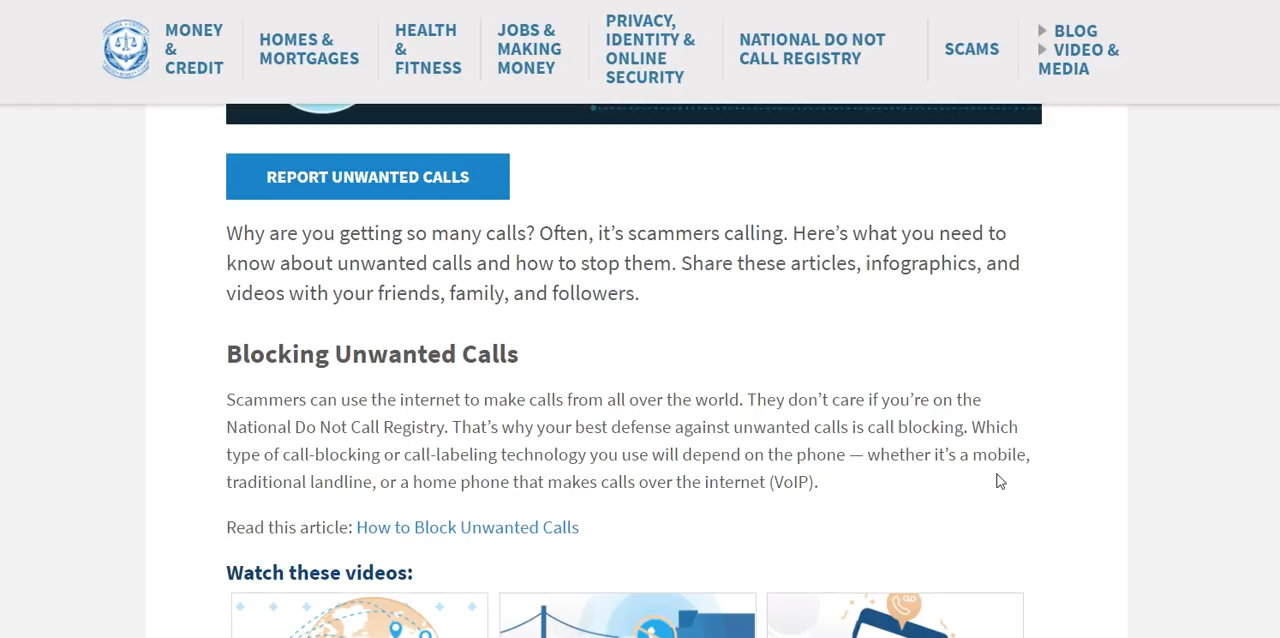 MONEY
&
CREDIT
HOMES &
MORTGAGES
HEALTH
&
FITNESS
JOBS &
MAKING
MONEY
PRIVACY,
IDENTITY &
ONLINE
SECURITY
NATIONAL DO NOT
CALL REGISTRY
SCAMS
BLOG
VIDEO &
MEDIA
REPORT UNWANTED CALLS
Why are you getting so many calls? Often, it’s scammers calling. Here’s what you need to
know about unwanted calls and how to stop them. Share these articles, infographics, and
videos with your friends, family, and followers.
Blocking Unwanted Calls
Scammers can use the internet to make calls from all over the world. They don’t care if you’re on the
National Do Not Call Registry. That’s why your best defense against unwanted calls is call blocking. Which
type of call-blocking or call-labeling technology you use will depend on the phone — whether it’s a mobile,
traditional landline, or a home phone that makes calls over the internet (VoIP).
Read this article: How to Block Unwanted Calls
Watch these videos: